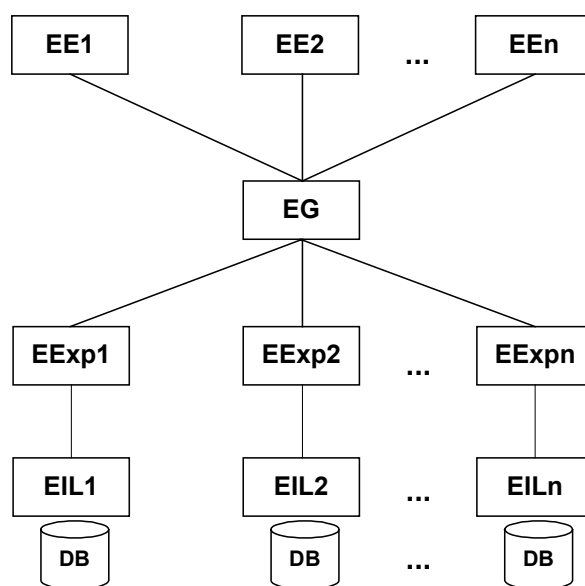 EE1 EE2 ... EEn
EG
EExp1 EExp2 ... EExpn
EIL1 EIL2 ... EILn
DB DB ... DB